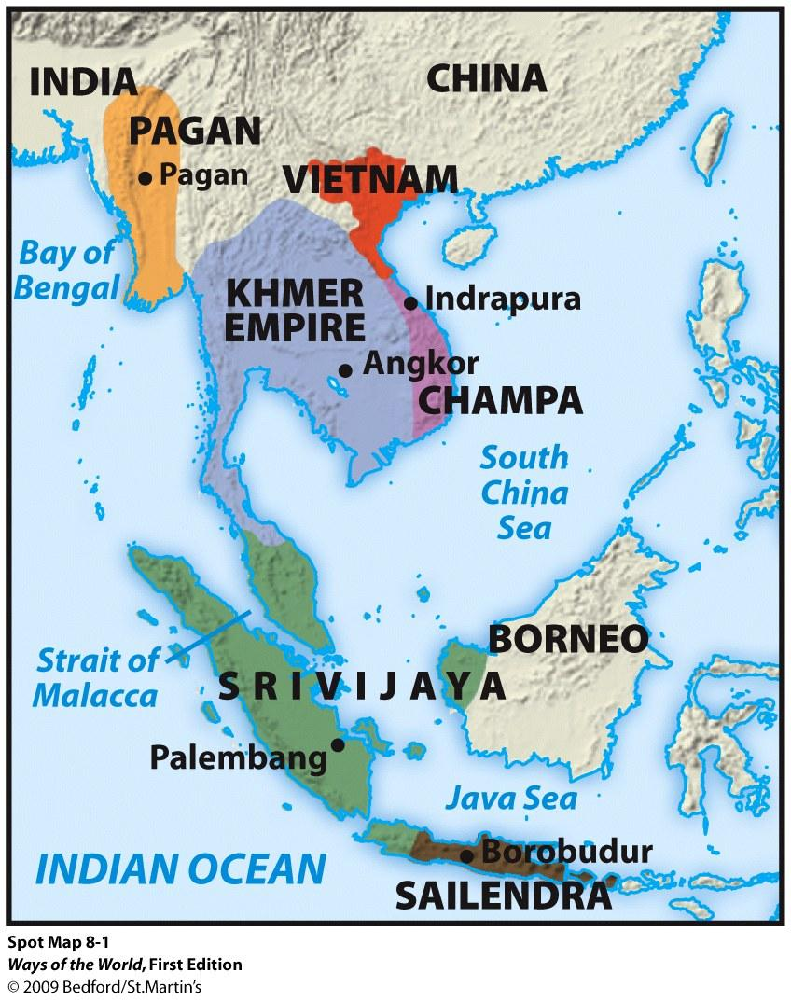 INDIA
CHINA
PAGAN
Pagan
VIETNAM
Bay of
Bengal
KHMER
EMPIRE
Indrapura
Angkor
CHAMPA
South
China
Sea
BORNEO
Strait of
Malacca
SRIVIJAYA
Palembang
Java Sea
INDIAN OCEAN
Borobudur
SAILENDRA
Spot Map 8-1
Ways of the World, First Edition
© 2009 Bedford/St.Martin's